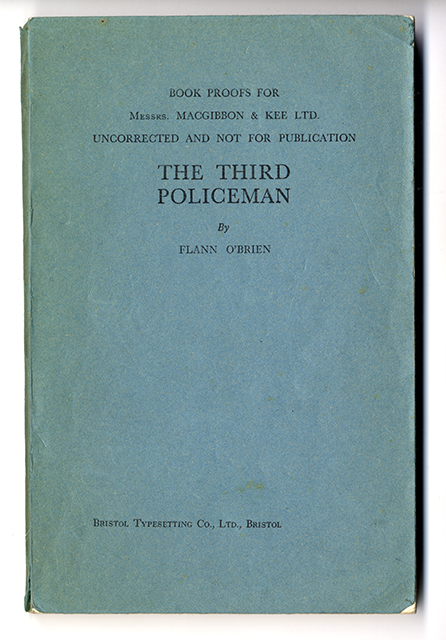 BOOK PROOFS FOR
MESSRS. MACGIBBON & KEE LTD.
UNCORRECTED AND NOT FOR PUBLICATION
THE THIRD
POLICEMAN
By
FLANN O'BRIEN
BRISTOL TYPESETTING CO., LTD., BRISTOL